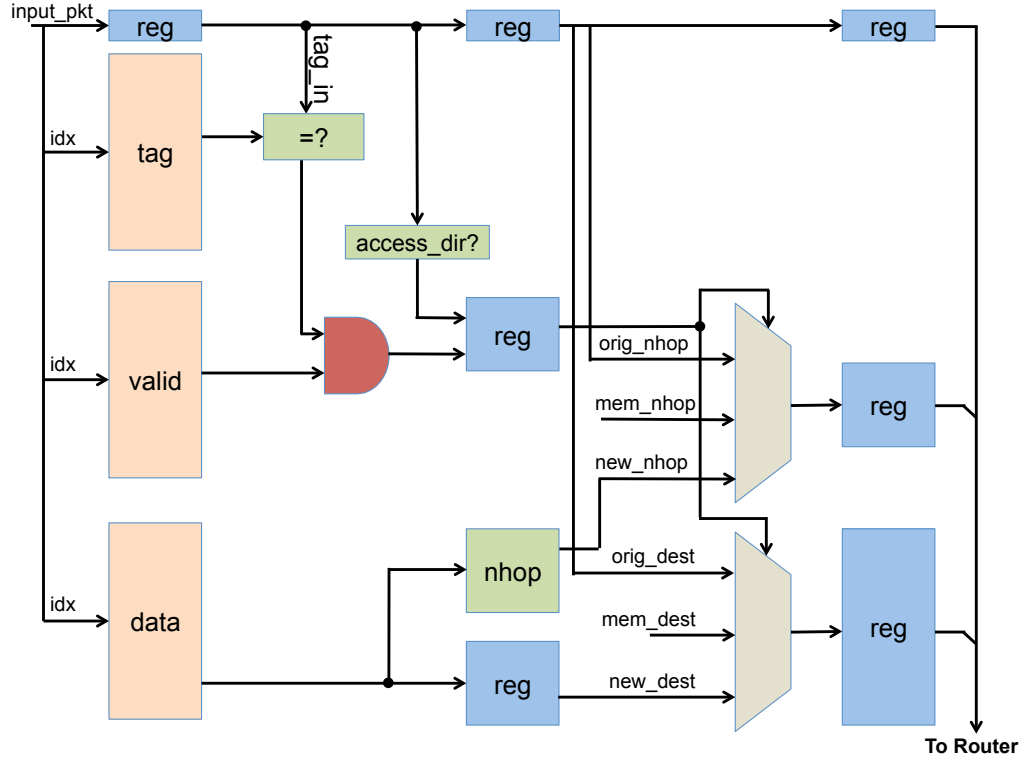 input_pkt
reg
reg
reg
tag_in
idx
tag
=?
access_dir?
idx
valid
reg
orig_nhop
mem_nhop
new_nhop
reg
idx
data
nhop
reg
orig_dest
mem_dest
new_dest
reg
To Router